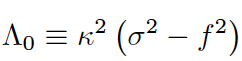 Λ₀ ≡ κ² (σ² − f²)